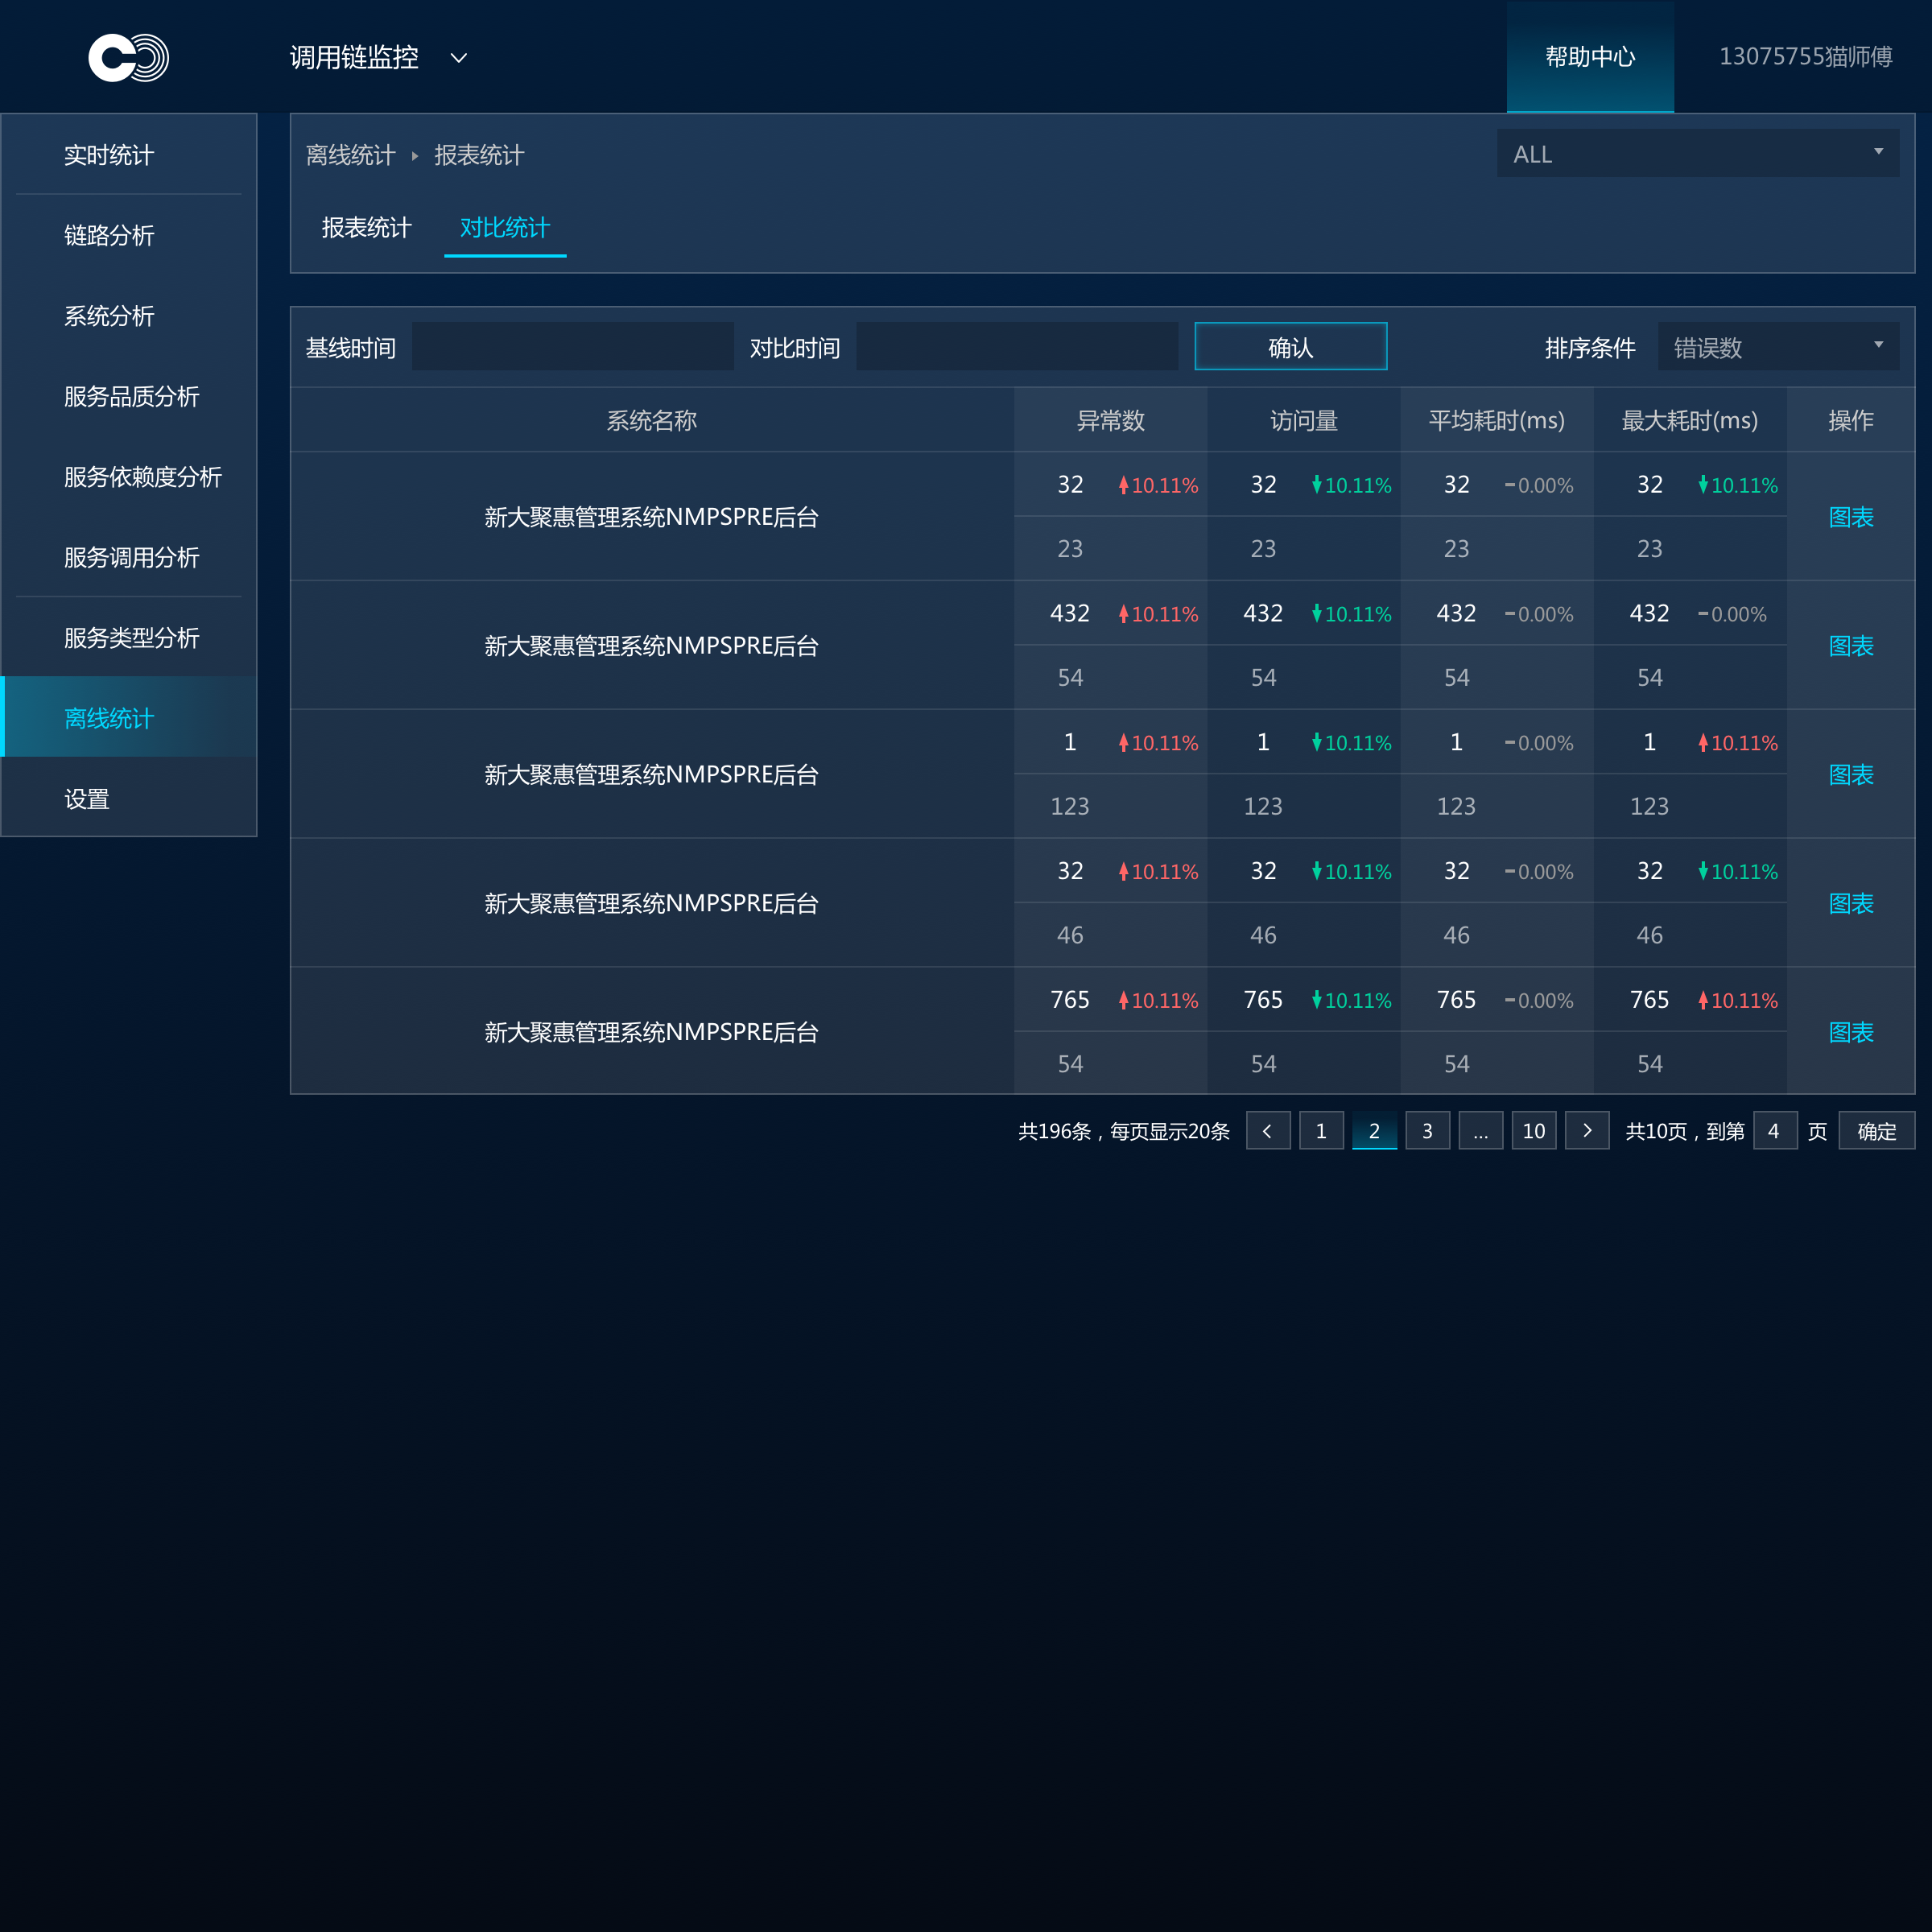 调用链监控
帮助中心
13075755猫师傅
实时统计
链路分析
系统分析
服务品质分析
服务依赖度分析
服务调用分析
服务类型分析
离线统计
设置
离线统计 报表统计
ALL
报表统计 对比统计
基线时间 对比时间 确认 排序条件 错误数
系统名称 异常数 访问量 平均耗时(ms) 最大耗时(ms) 操作
32 10.11% 32 10.11% 32 0.00% 32 10.11%
新大聚惠管理系统NMPSPRE后台 图表
23 23 23 23
432 10.11% 432 10.11% 432 0.00% 432 0.00%
新大聚惠管理系统NMPSPRE后台 图表
54 54 54 54
1 10.11% 1 10.11% 1 0.00% 1 10.11%
新大聚惠管理系统NMPSPRE后台 图表
123 123 123 123
32 10.11% 32 10.11% 32 0.00% 32 10.11%
新大聚惠管理系统NMPSPRE后台 图表
46 46 46 46
765 10.11% 765 10.11% 765 0.00% 765 10.11%
新大聚惠管理系统NMPSPRE后台 图表
54 54 54 54
共196条，每页显示20条 1 2 3 ... 10 共10页，到第 4 页 确定